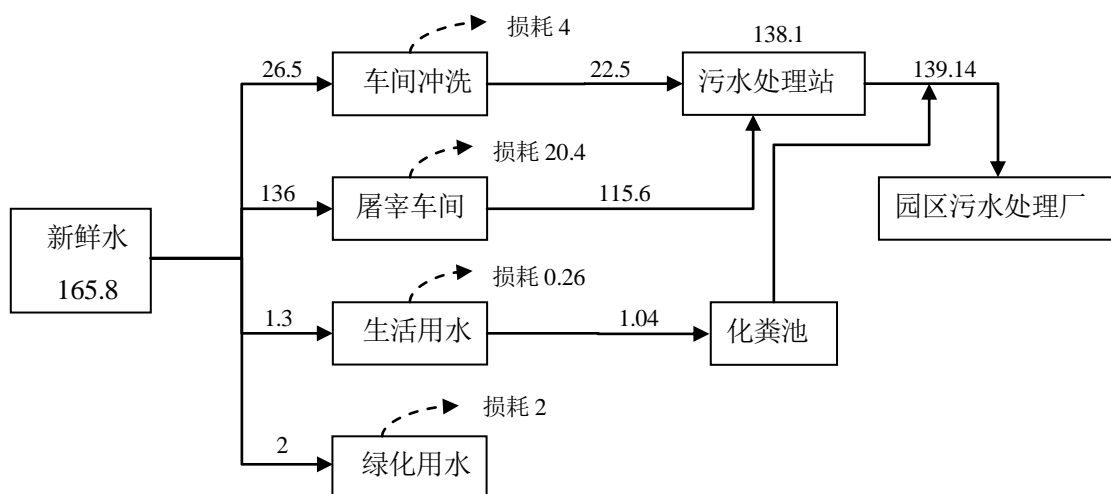 损耗 4
138.1
26.5
车间冲洗
22.5
污水处理站
139.14
损耗 20.4
136
屠宰车间
115.6
园区污水处理厂
新鲜水
165.8
损耗 0.26
1.3
生活用水
1.04
化粪池
损耗 2
2
绿化用水